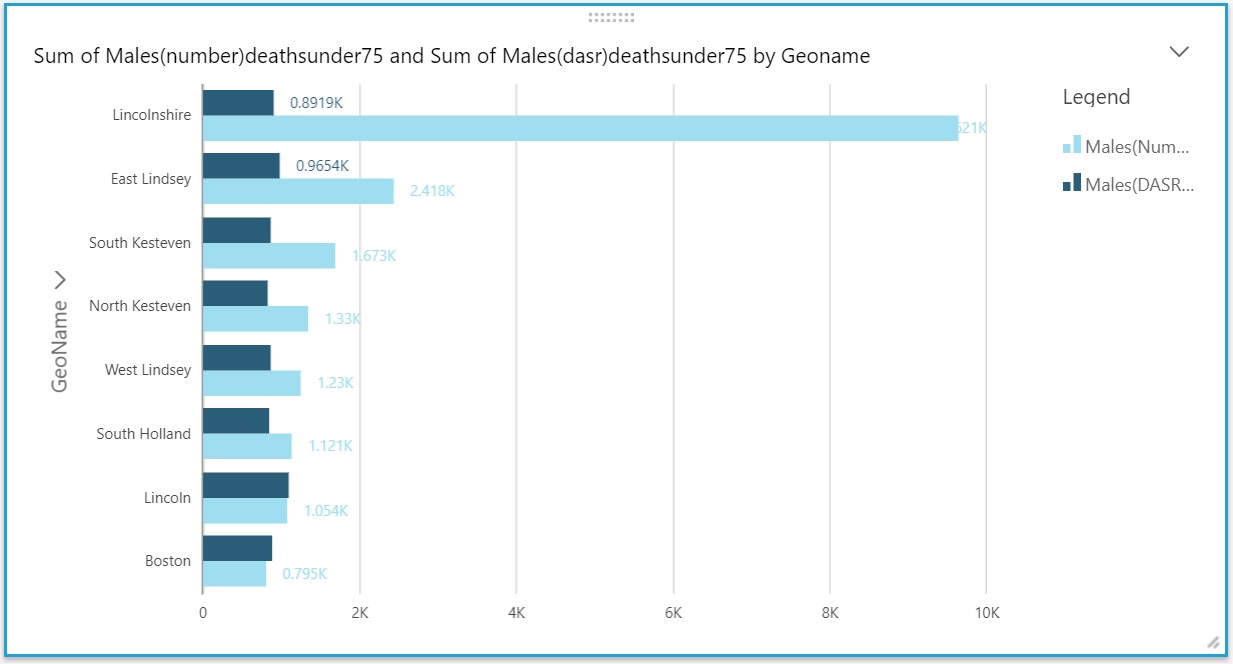 Sum of Males(number)deathsunder75 and Sum of Males(dasr)deathsunder75 by Geoname
Legend
Males(Num...
Males(DASR...
GeoName
Lincolnshire
0.8919K
621K
East Lindsey
0.9654K
2.418K
South Kesteven
1.673K
North Kesteven
1.33K
West Lindsey
1.23K
South Holland
1.121K
Lincoln
1.054K
Boston
0.795K
0 2K 4K 6K 8K 10K